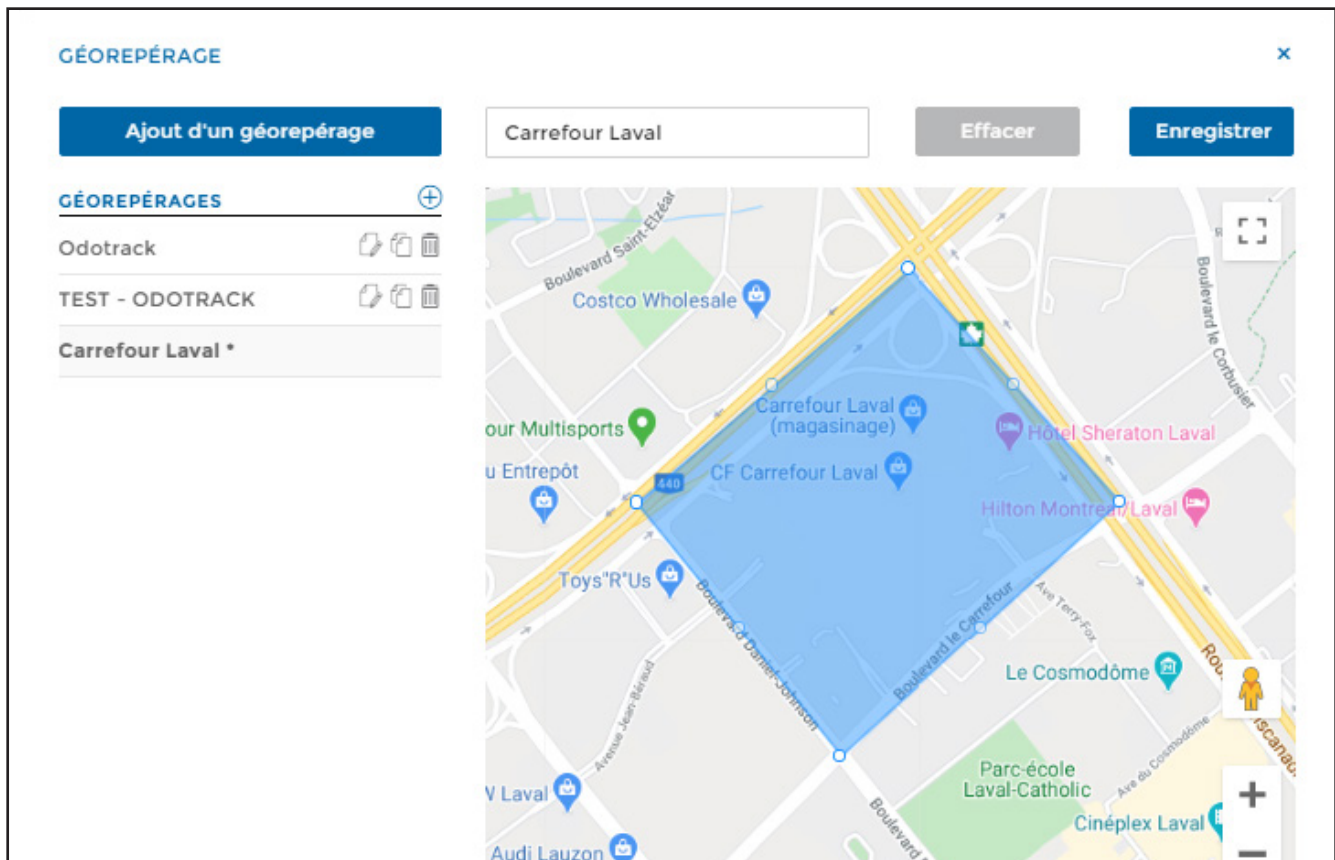 GÉOREPÉRAGE
×
Ajout d'un géorepérage
Carrefour Laval
Effacer
Enregistrer
GÉOREPÉRAGES
Odotrack
TEST - ODOTRACK
Carrefour Laval *
Boulevard Saint-Elzéar
Costco Wholesale
Boulevard le Corbusier
Carrefour Laval
(magasinage)
our Multisports
Hôtel Sheraton Laval
u Entrepôt
440
CF Carrefour Laval
Hilton Montreal/Laval
Toys"R"Us
Boulevard Daniel-Johnson
Boulevard le Carrefour
Ave Terry-Fox
Avenue Jean-Béraud
Le Cosmodôme
Ave du Cosmodôme
Parc-école
Laval-Catholic
W Laval
Cinéplex Laval
Audi Lauzon
Boulevard